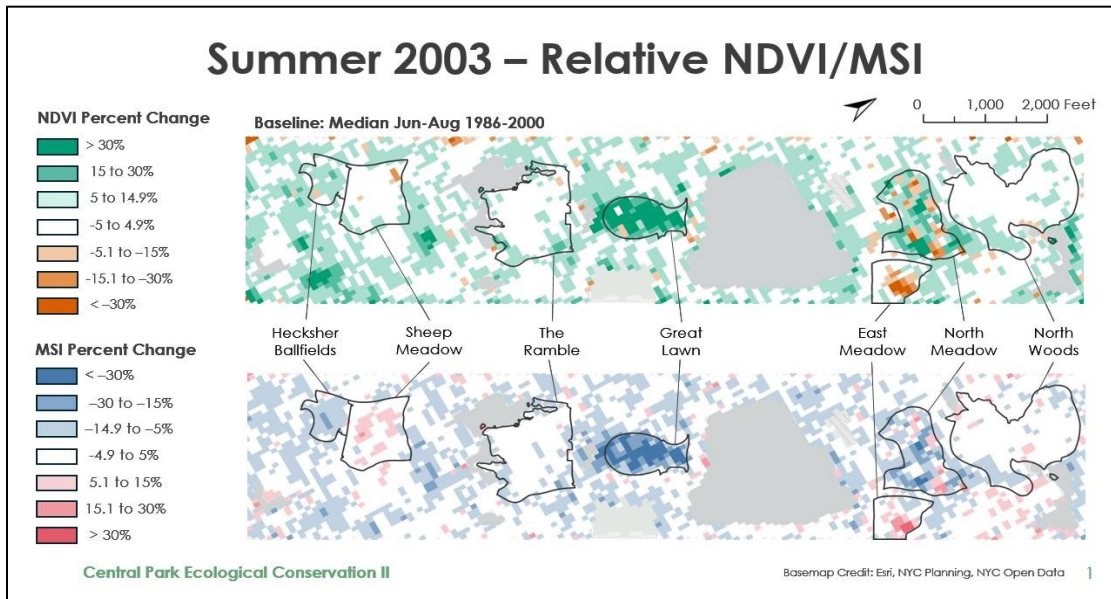 Summer 2003 – Relative NDVI/MSI
NDVI Percent Change
> 30%
15 to 30%
5 to 14.9%
-5 to 4.9%
-5.1 to –15%
-15.1 to –30%
< –30%
Baseline: Median Jun-Aug 1986-2000
0 1,000 2,000 Feet
Hecksher
Ballfields
Sheep
Meadow
The
Ramble
Great
Lawn
East
Meadow
North
Meadow
North
Woods
MSI Percent Change
< –30%
–30 to –15%
–14.9 to –5%
-4.9 to 5%
5.1 to 15%
15.1 to 30%
> 30%
Central Park Ecological Conservation II
Basemap Credit: Esri, NYC Planning, NYC Open Data
1